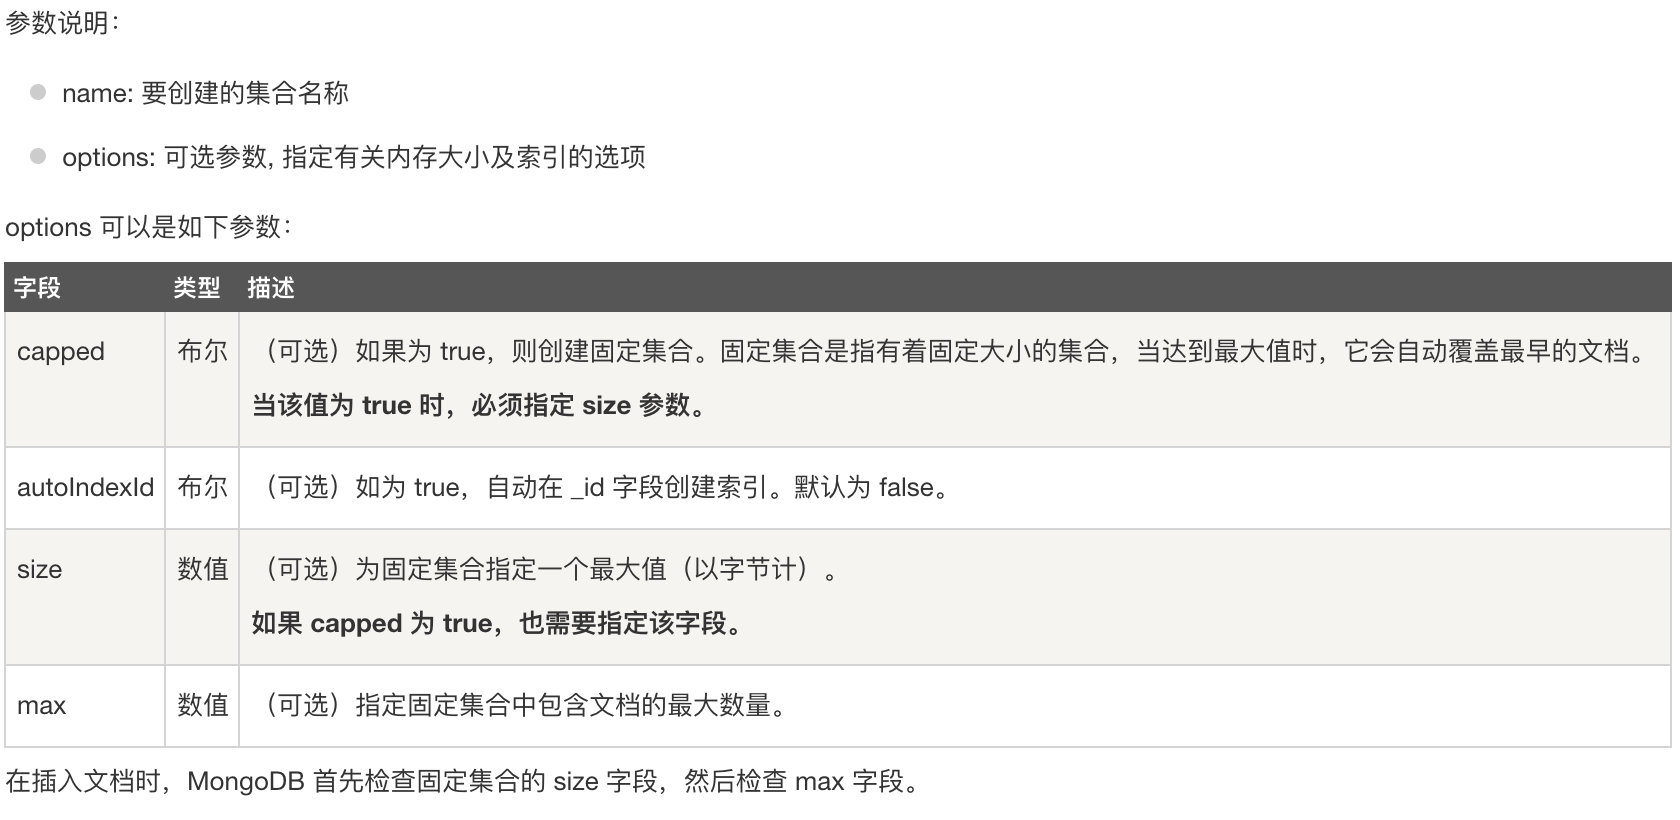 参数说明：
name: 要创建的集合名称
options: 可选参数, 指定有关内存大小及索引的选项
options 可以是如下参数：
字段 类型 描述
capped 布尔 （可选）如果为 true，则创建固定集合。固定集合是指有着固定大小的集合，当达到最大值时，它会自动覆盖最早的文档。
当该值为 true 时，必须指定 size 参数。
autoIndexId 布尔 （可选）如为 true，自动在 _id 字段创建索引。默认为 false。
size 数值 （可选）为固定集合指定一个最大值（以字节计）。
如果 capped 为 true，也需要指定该字段。
max 数值 （可选）指定固定集合中包含文档的最大数量。
在插入文档时，MongoDB 首先检查固定集合的 size 字段，然后检查 max 字段。